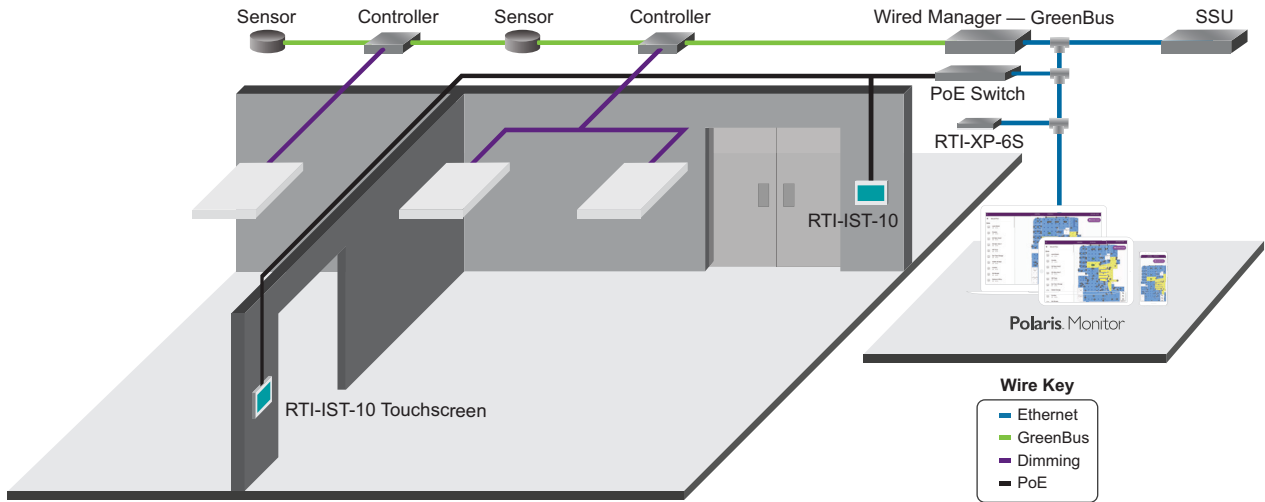 Sensor
Controller
Sensor
Controller
Wired Manager — GreenBus
SSU
PoE Switch
RTI-XP-6S
RTI-IST-10
Polaris. Monitor
RTI-IST-10 Touchscreen
Wire Key
Ethernet
GreenBus
Dimming
PoE